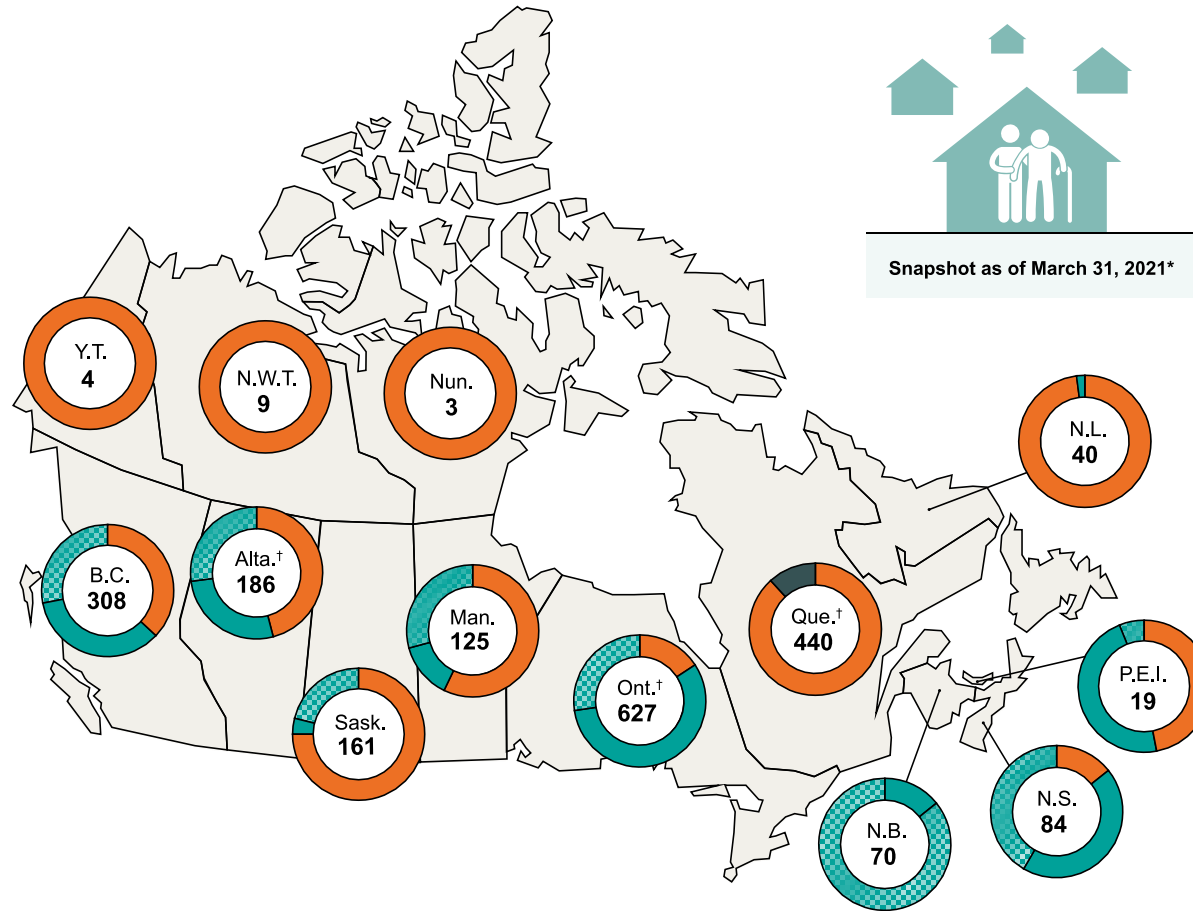 Snapshot as of March 31, 2021*
Y.T.
4
N.W.T.
9
Nun.
3
N.L.
40
B.C.
308
Alta.†
186
Man.
125
Que.†
440
Sask.
161
Ont.†
627
P.E.I.
19
N.B.
70
N.S.
84